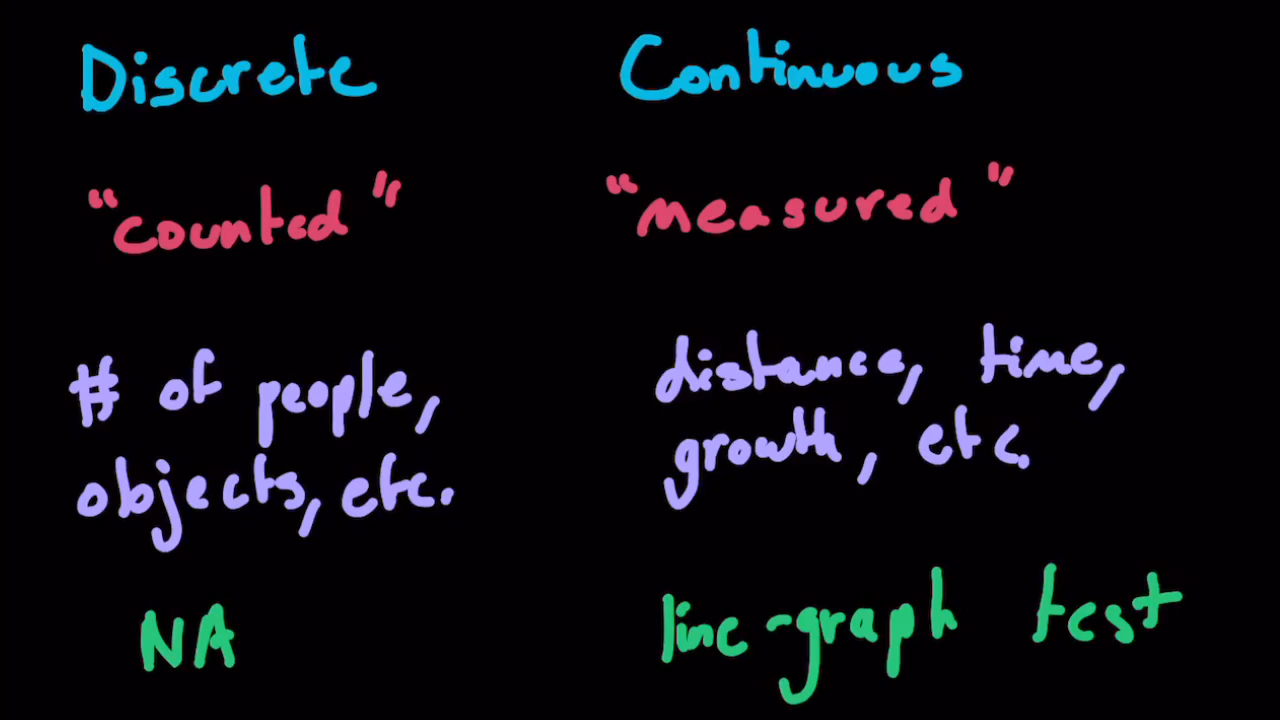 Discrete
Continuous
"counted"
"measured"
# of people,
objects, etc.
distance, time,
growth, etc.
NA
line-graph test